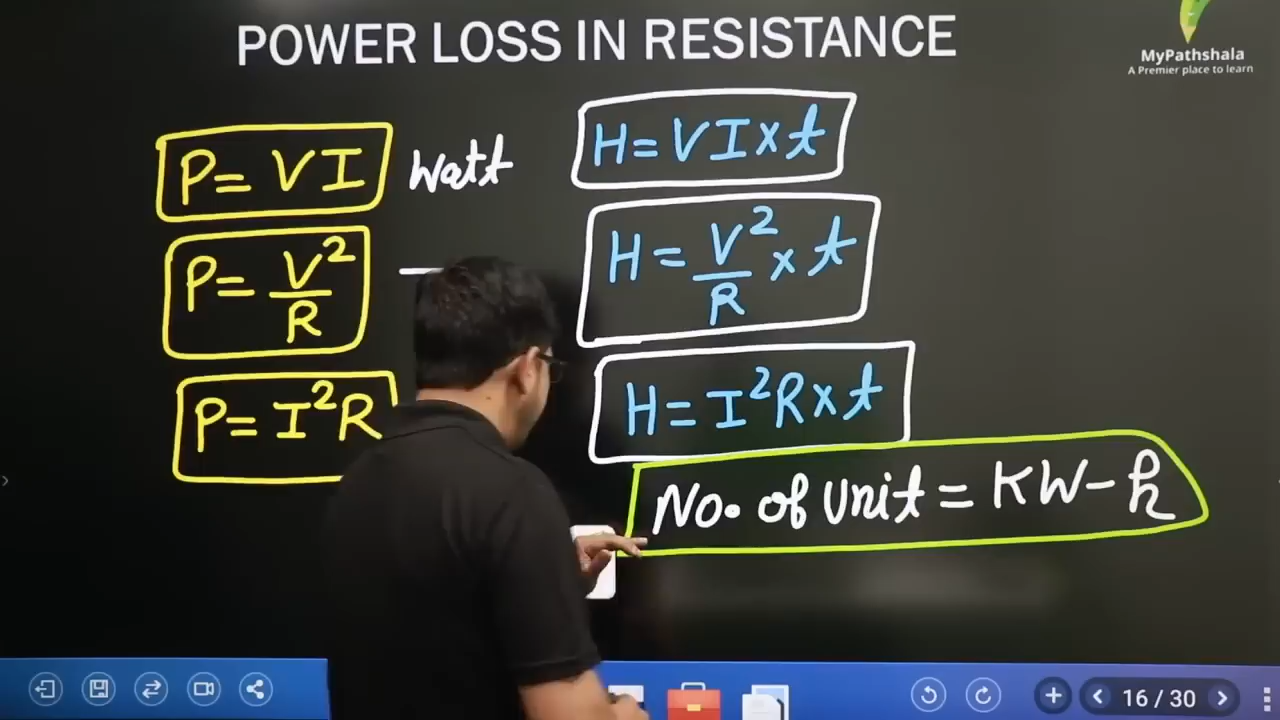 POWER LOSS IN RESISTANCE
MyPathshala
A Premier place to learn
P = VI Watt
P = V²/R
P = I²R
H = VI × t
H = V²/R × t
H = I²R × t
No. of Unit = KW-h
16 / 30